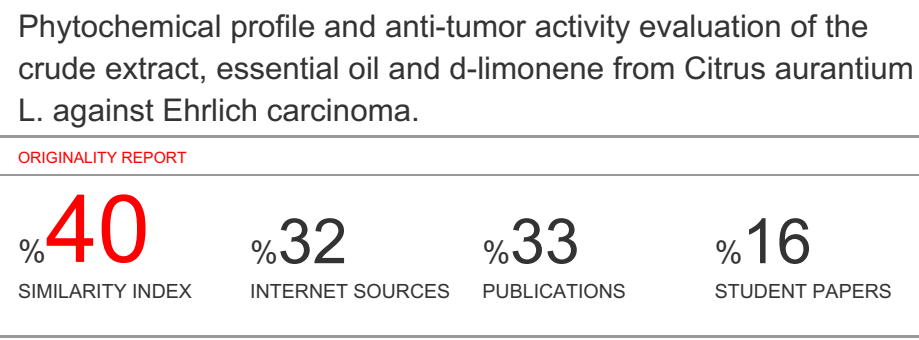 Phytochemical profile and anti-tumor activity evaluation of the
crude extract, essential oil and d-limonene from Citrus aurantium
L. against Ehrlich carcinoma.
ORIGINALITY REPORT
%40 %32 %33 %16
SIMILARITY INDEX INTERNET SOURCES PUBLICATIONS STUDENT PAPERS